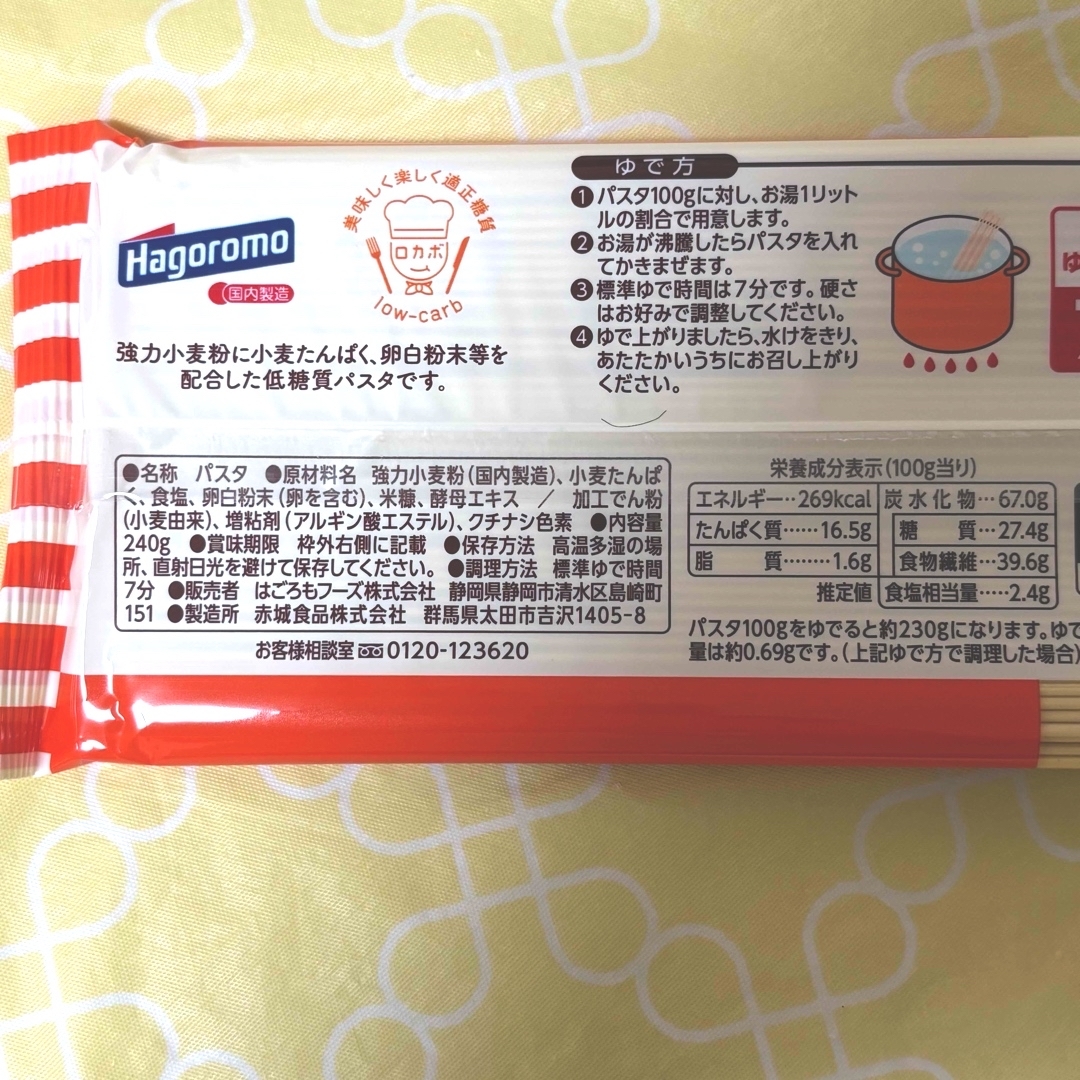 Hagoromo
国内製造
美味しく楽しく適正糖質
ロカボ
low-carb
強力小麦粉に小麦たんぱく、卵白粉末等を
配合した低糖質パスタです。
ゆで方
❶パスタ100gに対し、お湯1リット
ルの割合で用意します。
❷お湯が沸騰したらパスタを入れ
てかきまぜます。
❸標準ゆで時間は7分です。硬さ
はお好みで調整してください。
❹ゆで上がりましたら、水けをきり、
あたたかいうちにお召し上がり
ください。
ゆ
●名称 パスタ ●原材料名 強力小麦粉(国内製造)、小麦たんぱ
く、食塩、卵白粉末(卵を含む)、米糠、酵母エキス / 加工でん粉
(小麦由来)、増粘剤(アルギン酸エステル)、クチナシ色素 ●内容量
240g ●賞味期限 枠外右側に記載 ●保存方法 高温多湿の場
所、直射日光を避けて保存してください。 ●調理方法 標準ゆで時間
7分 ●販売者 はごろもフーズ株式会社 静岡県静岡市清水区島崎町
151 ●製造所 赤城食品株式会社 群馬県太田市吉沢1405-8
お客様相談室 0120-123620
栄養成分表示(100g当り)
エネルギー‥269kcal 炭水化物…67.0g
たんぱく質……16.5g 糖 質…27.4g
脂 質………1.6g 食物繊維…39.6g
推定値 食塩相当量……2.4g
パスタ100gをゆでると約230gになります。ゆで
量は約0.69gです。(上記ゆで方で調理した場合)